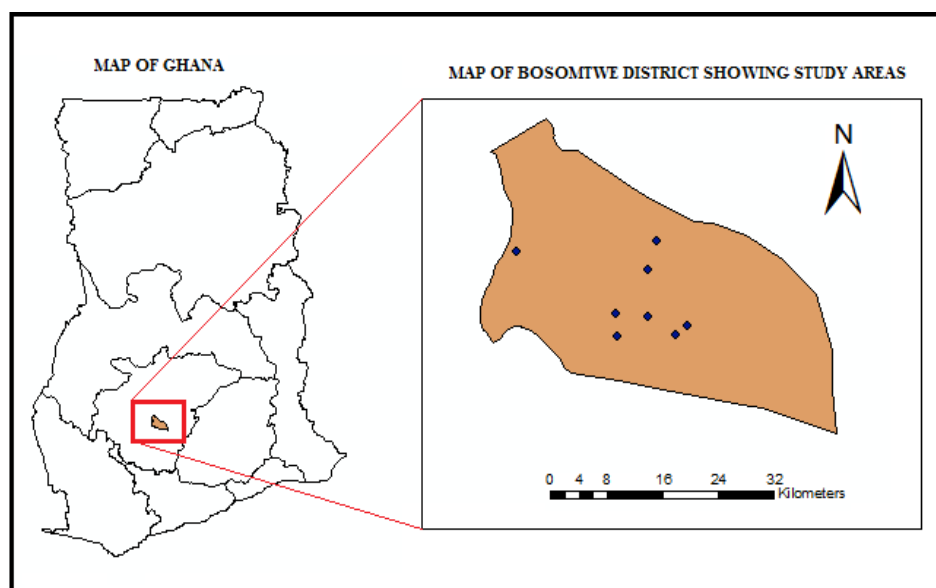 MAP OF GHANA
MAP OF BOSOMTWE DISTRICT SHOWING STUDY AREAS
N
0 4 8 16 24 32
Kilometers